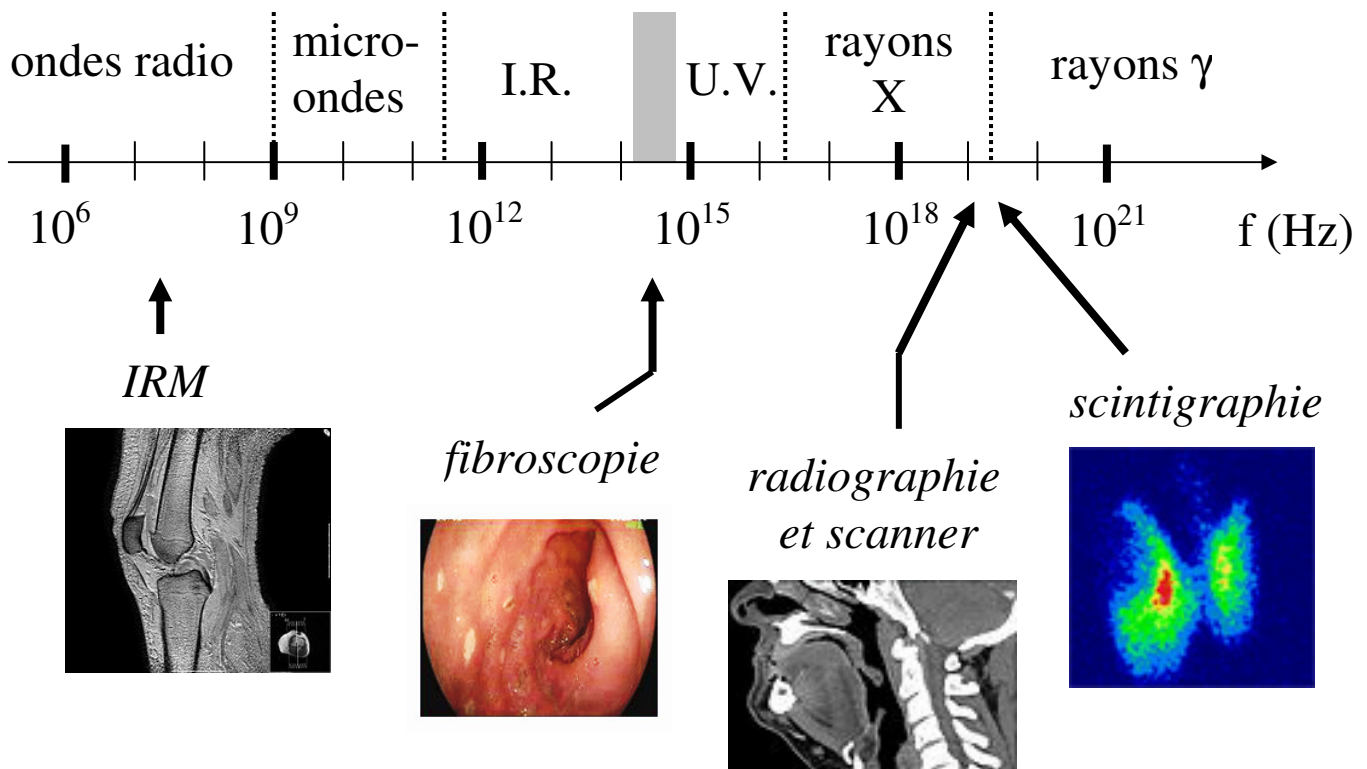 ondes radio
micro-
ondes
I.R.
U.V.
rayons
X
rayons γ
10⁶
10⁹
10¹²
10¹⁵
10¹⁸
10²¹
f (Hz)
IRM
fibroscopie
radiographie
et scanner
scintigraphie